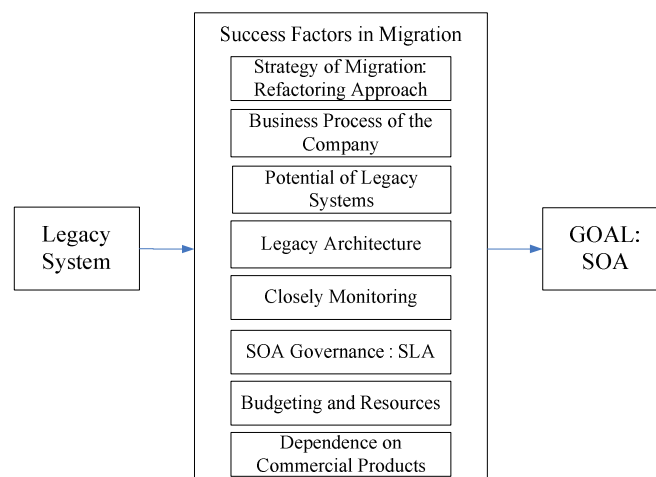 Success Factors in Migration
Strategy of Migration:
Refactoring Approach
Business Process of the
Company
Potential of Legacy
Systems
Legacy
System
Legacy Architecture
GOAL:
SOA
Closely Monitoring
SOA Governance : SLA
Budgeting and Resources
Dependence on
Commercial Products